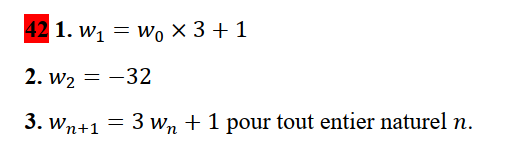 42 1. w₁ = w₀ × 3 + 1
2. w₂ = −32
3. wₙ₊₁ = 3 wₙ + 1 pour tout entier naturel n.